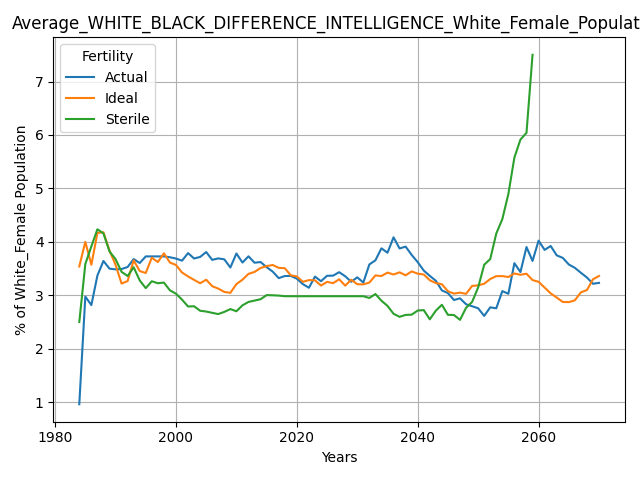 Average_WHITE_BLACK_DIFFERENCE_INTELLIGENCE_White_Female_Populat
Fertility
Actual
Ideal
Sterile
% of White_Female Population
7
6
5
4
3
2
1
1980 2000 2020 2040 2060
Years